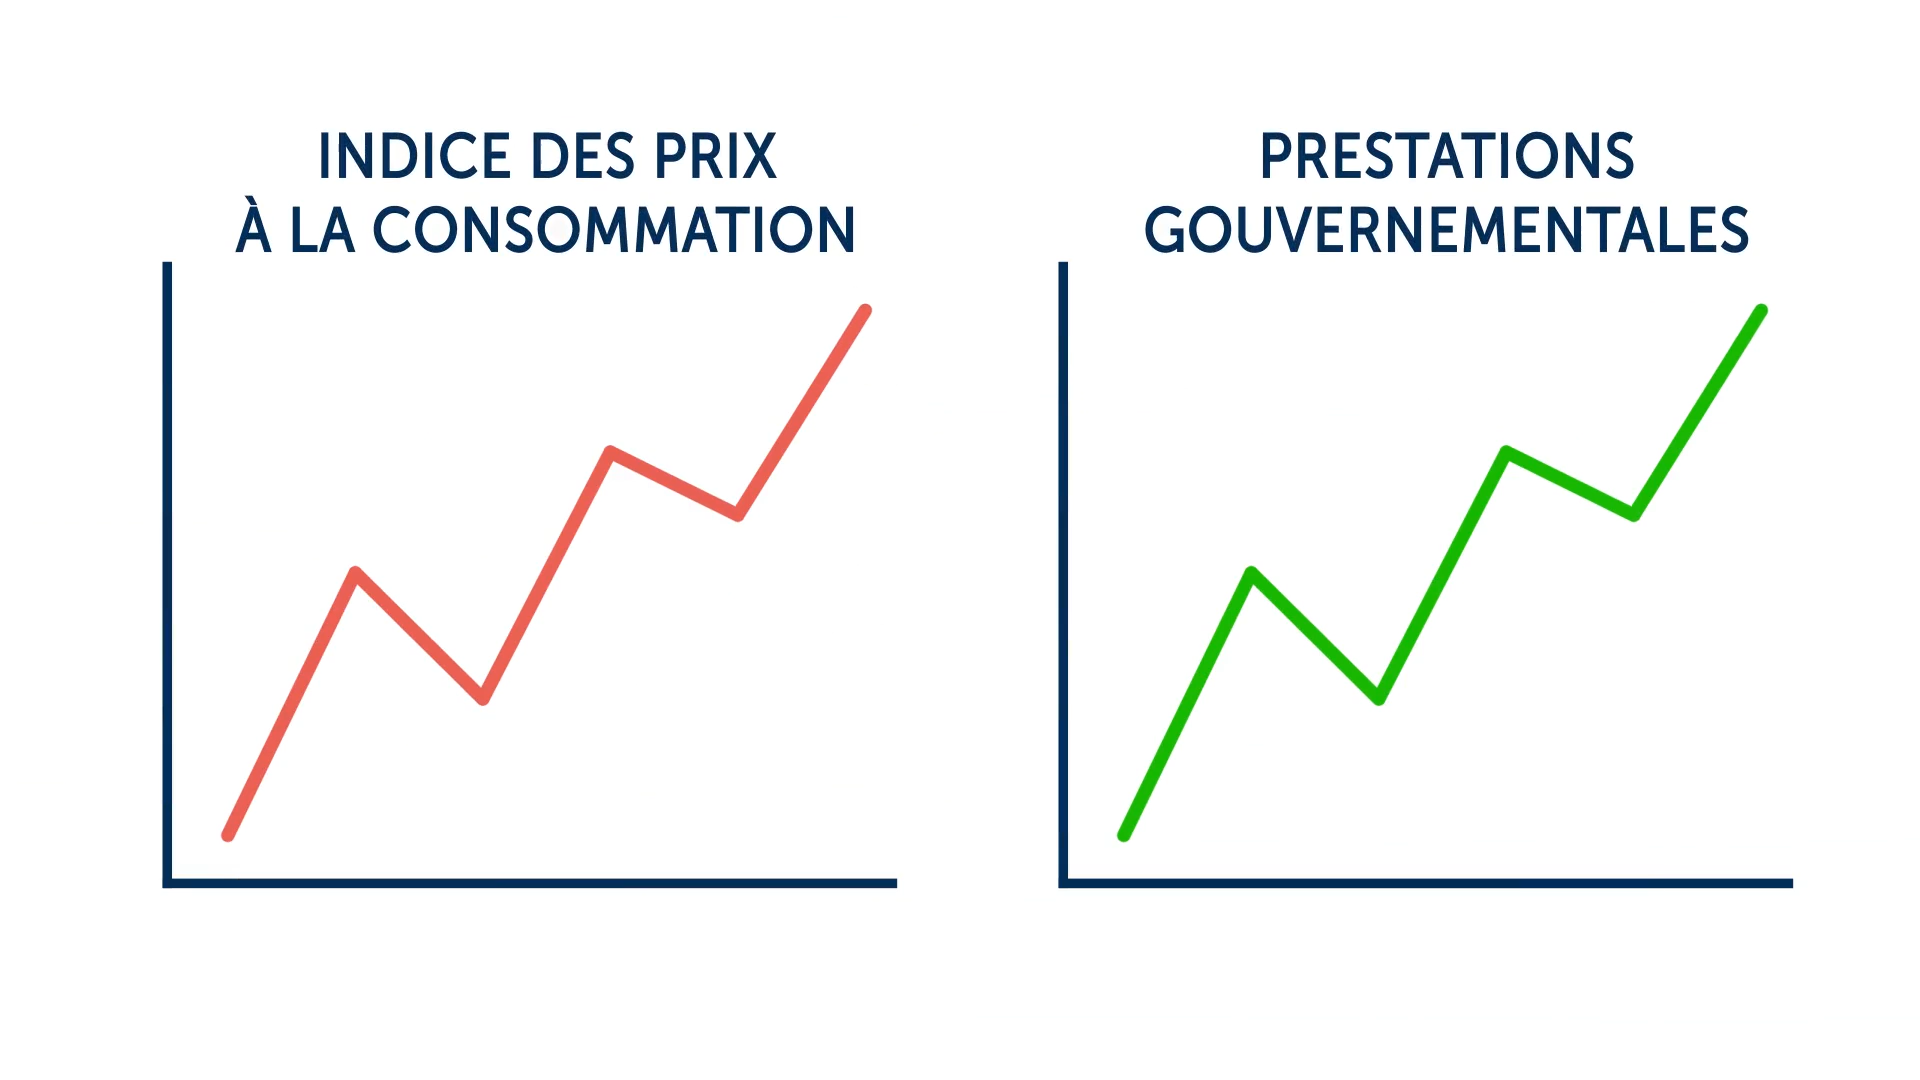 INDICE DES PRIX
À LA CONSOMMATION
PRESTATIONS
GOUVERNEMENTALES